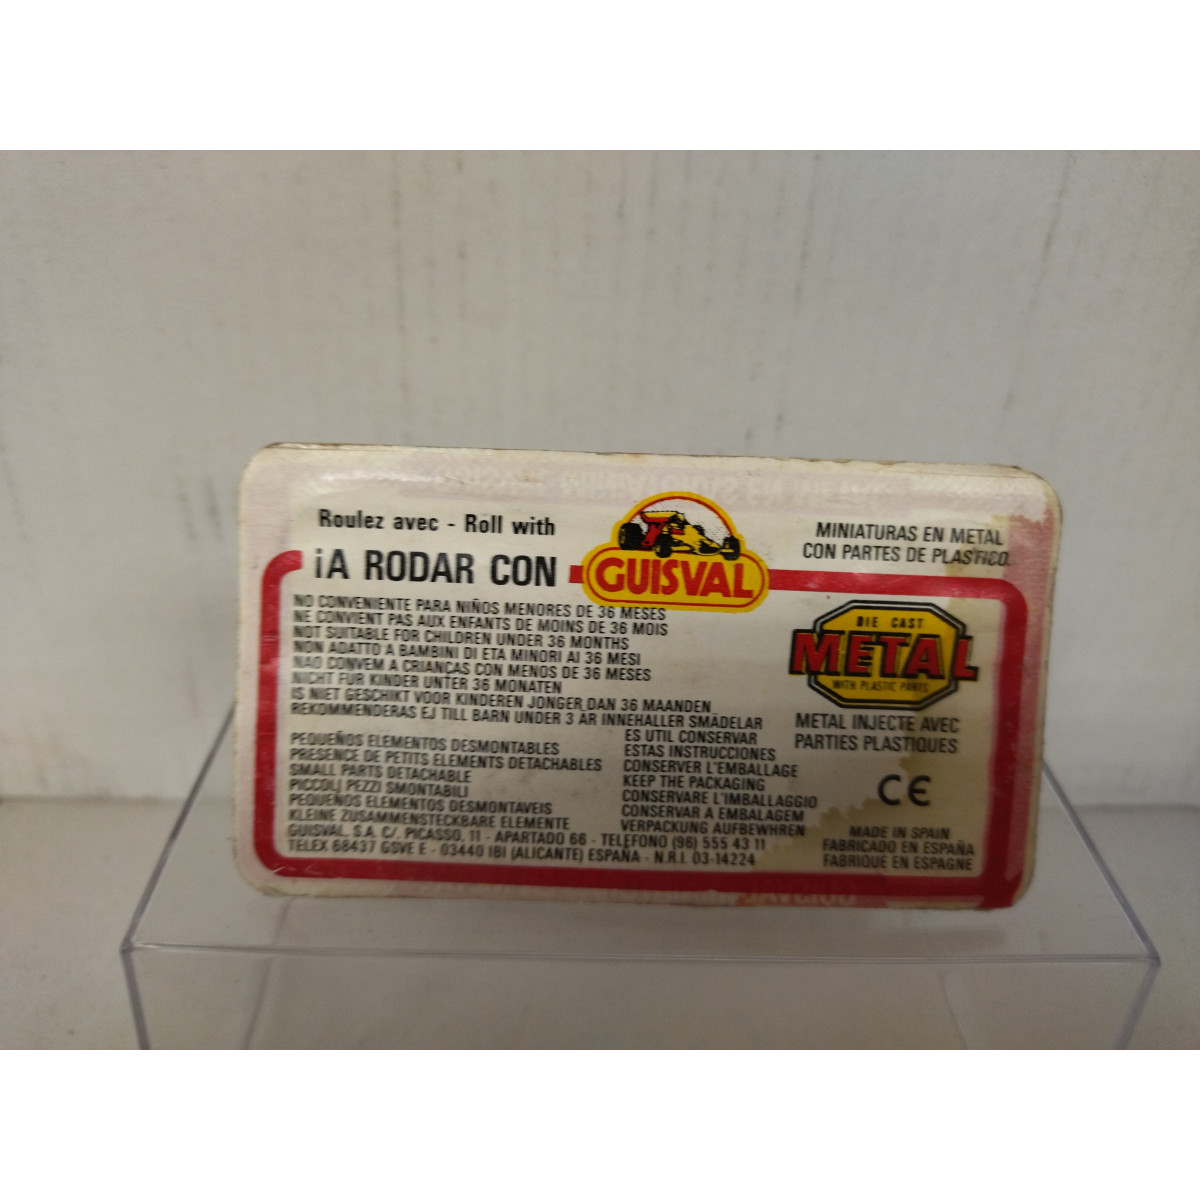 Roulez avec - Roll with
¡A RODAR CON
GUISVAL
MINIATURAS EN METAL
CON PARTES DE PLASTICO.
NO CONVENIENTE PARA NIÑOS MENORES DE 36 MESES
NE CONVIENT PAS AUX ENFANTS DE MOINS DE 36 MOIS
NOT SUITABLE FOR CHILDREN UNDER 36 MONTHS
NON ADATTO A BAMBINI DI ETA MINORI AI 36 MESI
NAO CONVEM A CRIANCAS COM MENOS DE 36 MESES
NICHT FUR KINDER UNTER 36 MONATEN
IS NIET GESCHIKT VOOR KINDEREN JONGER DAN 36 MAANDEN
REKOMMENDERAS EJ TILL BARN UNDER 3 AR INNEHALLER SMADELAR
PEQUEÑOS ELEMENTOS DESMONTABLES
PRESENCE DE PETITS ELEMENTS DETACHABLES
SMALL PARTS DETACHABLE
PICCOLI PEZZI SMONTABILI
PEQUENOS ELEMENTOS DESMONTAVEIS
KLEINE ZUSAMMENSTECKBARE ELEMENTE
ES UTIL CONSERVAR
ESTAS INSTRUCCIONES
CONSERVER L'EMBALLAGE
KEEP THE PACKAGING
CONSERVARE L'IMBALLAGGIO
CONSERVAR A EMBALAGEM
VERPACKUNG AUFBEWHREN
GUISVAL, S.A. C/. PICASSO, 11 - APARTADO 66 - TELEFONO (96) 555 43 11
TELEX 68437 GSVE E - 03440 IBI (ALICANTE) ESPAÑA - N.R.I. 03-14224
DIE CAST
METAL
WITH PLASTIC PARTS
METAL INJECTE AVEC
PARTIES PLASTIQUES
CE
MADE IN SPAIN
FABRICADO EN ESPAÑA
FABRIQUE EN ESPAGNE